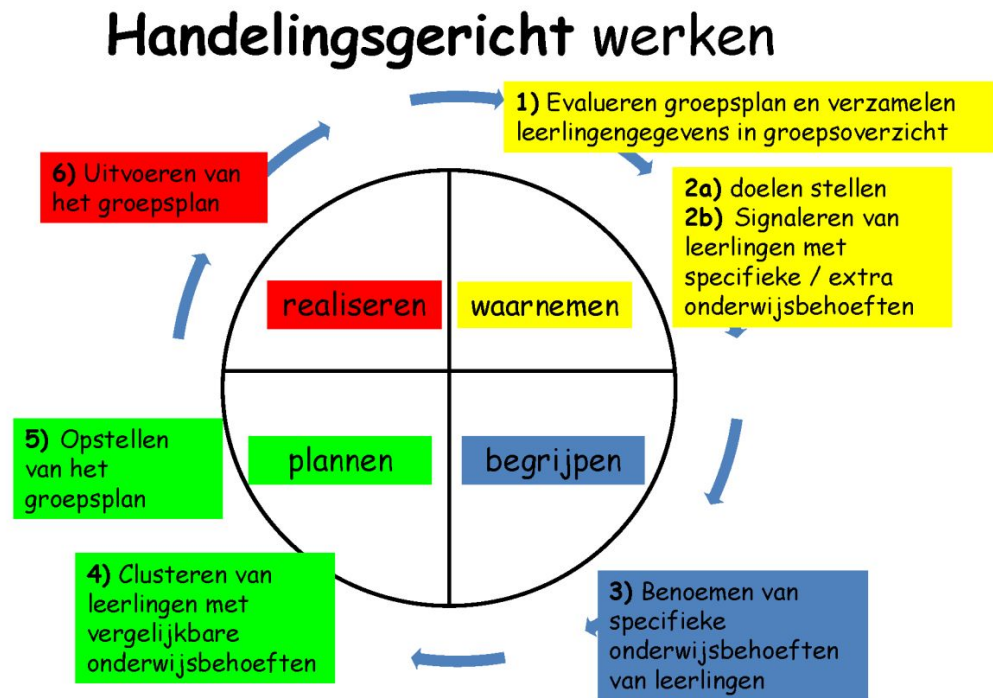 Handelingsgericht werken
1) Evalueren groepsplan en verzamelen
leerlingengegevens in groepsoverzicht
2a) doelen stellen
2b) Signaleren van
leerlingen met
specifieke / extra
onderwijsbehoeften
3) Benoemen van
specifieke
onderwijsbehoeften
van leerlingen
4) Clusteren van
leerlingen met
vergelijkbare
onderwijsbehoeften
5) Opstellen
van het
groepsplan
6) Uitvoeren van
het groepsplan
realiseren
waarnemen
plannen
begrijpen